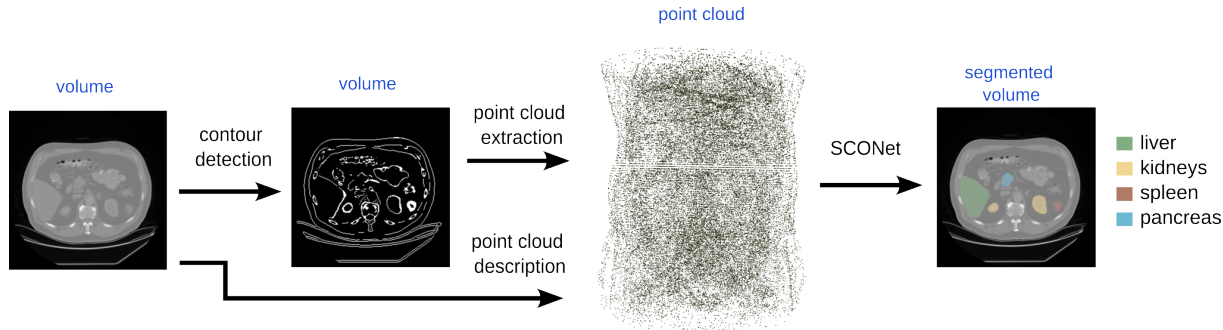 volume
contour
detection
volume
point cloud
extraction
point cloud
description
point cloud
SCONet
segmented
volume
liver
kidneys
spleen
pancreas